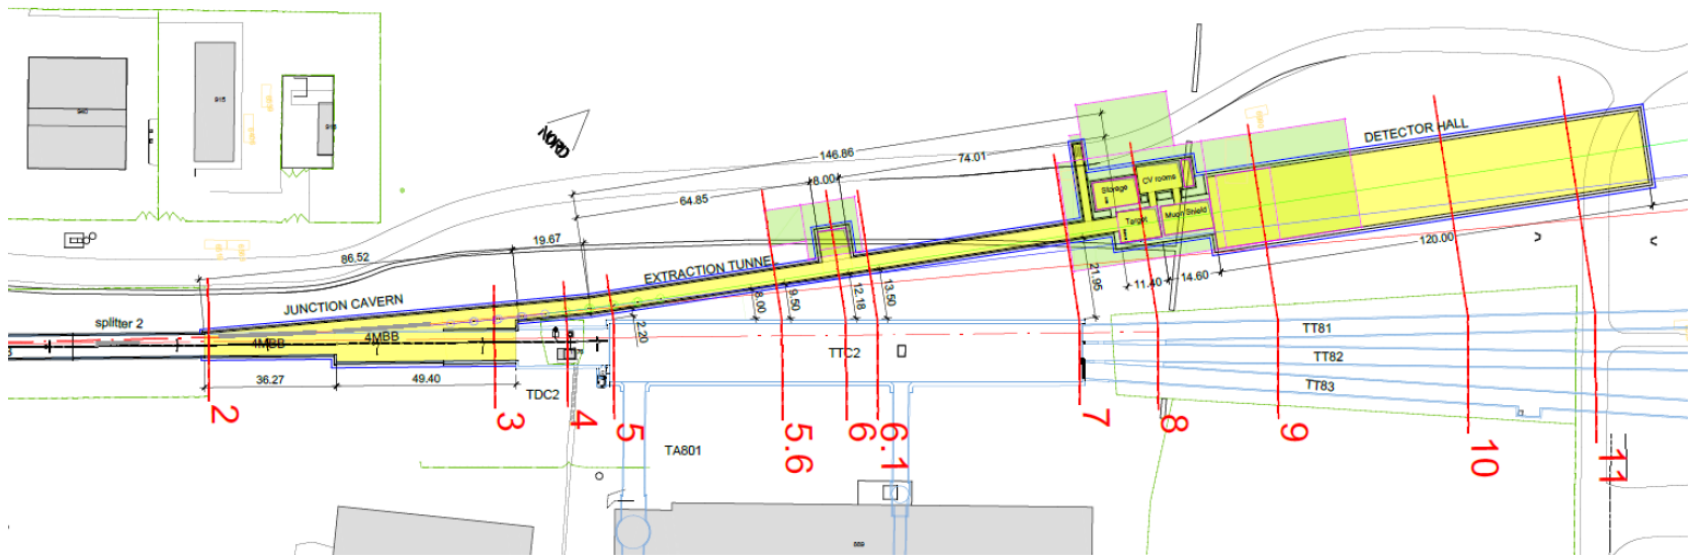 940
915
NORD
DETECTOR HALL
146.86
74.01
8.00
64.85
Storage
CV rooms
Target
Muon Shield
19.67
86.52
EXTRACTION TUNNEL
120.00
21.95
11.40
14.60
JUNCTION CAVERN
8.00
9.50
12.18
13.50
splitter 2
2.20
4MBB
4MBB
TTC2
TT81
TT82
TT83
36.27
49.40
TDC2
2
3
4
5
5.6
6
6.1
7
8
9
10
11
TA801
889